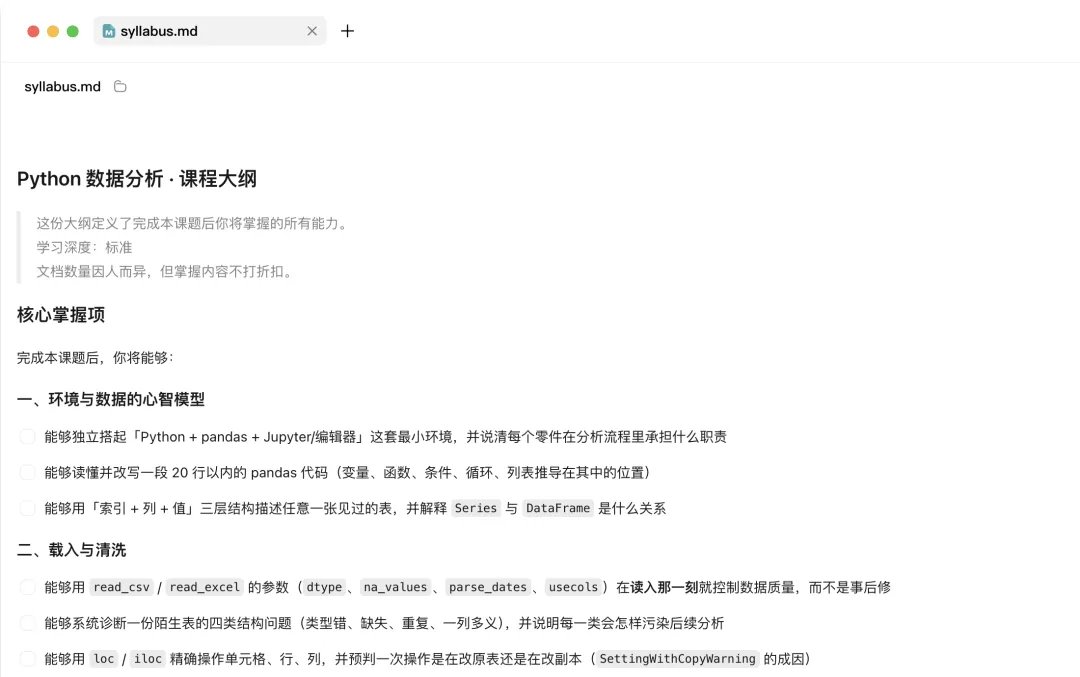 syllabus.md
syllabus.md
Python 数据分析 · 课程大纲
这份大纲定义了完成本课题后你将掌握的所有能力。
学习深度：标准
文档数量因人而异，但掌握内容不打折扣。
核心掌握项
完成本课题后，你将能够：
一、环境与数据的心智模型
能够独立搭起「Python + pandas + Jupyter/编辑器」这套最小环境，并说清每个零件在分析流程里承担什么职责
能够读懂并改写一段 20 行以内的 pandas 代码（变量、函数、条件、循环、列表推导在其中的位置）
能够用「索引 + 列 + 值」三层结构描述任意一张见过的表，并解释 Series 与 DataFrame 是什么关系
二、载入与清洗
能够用 read_csv / read_excel 的参数（dtype、na_values、parse_dates、usecols）在读入那一刻就控制数据质量，而不是事后修
能够系统诊断一份陌生表的四类结构问题（类型错、缺失、重复、一列多义），并说明每一类会怎样污染后续分析
能够用 loc / iloc 精确操作单元格、行、列，并预判一次操作是在改原表还是在改副本（SettingWithCopyWarning 的成因）